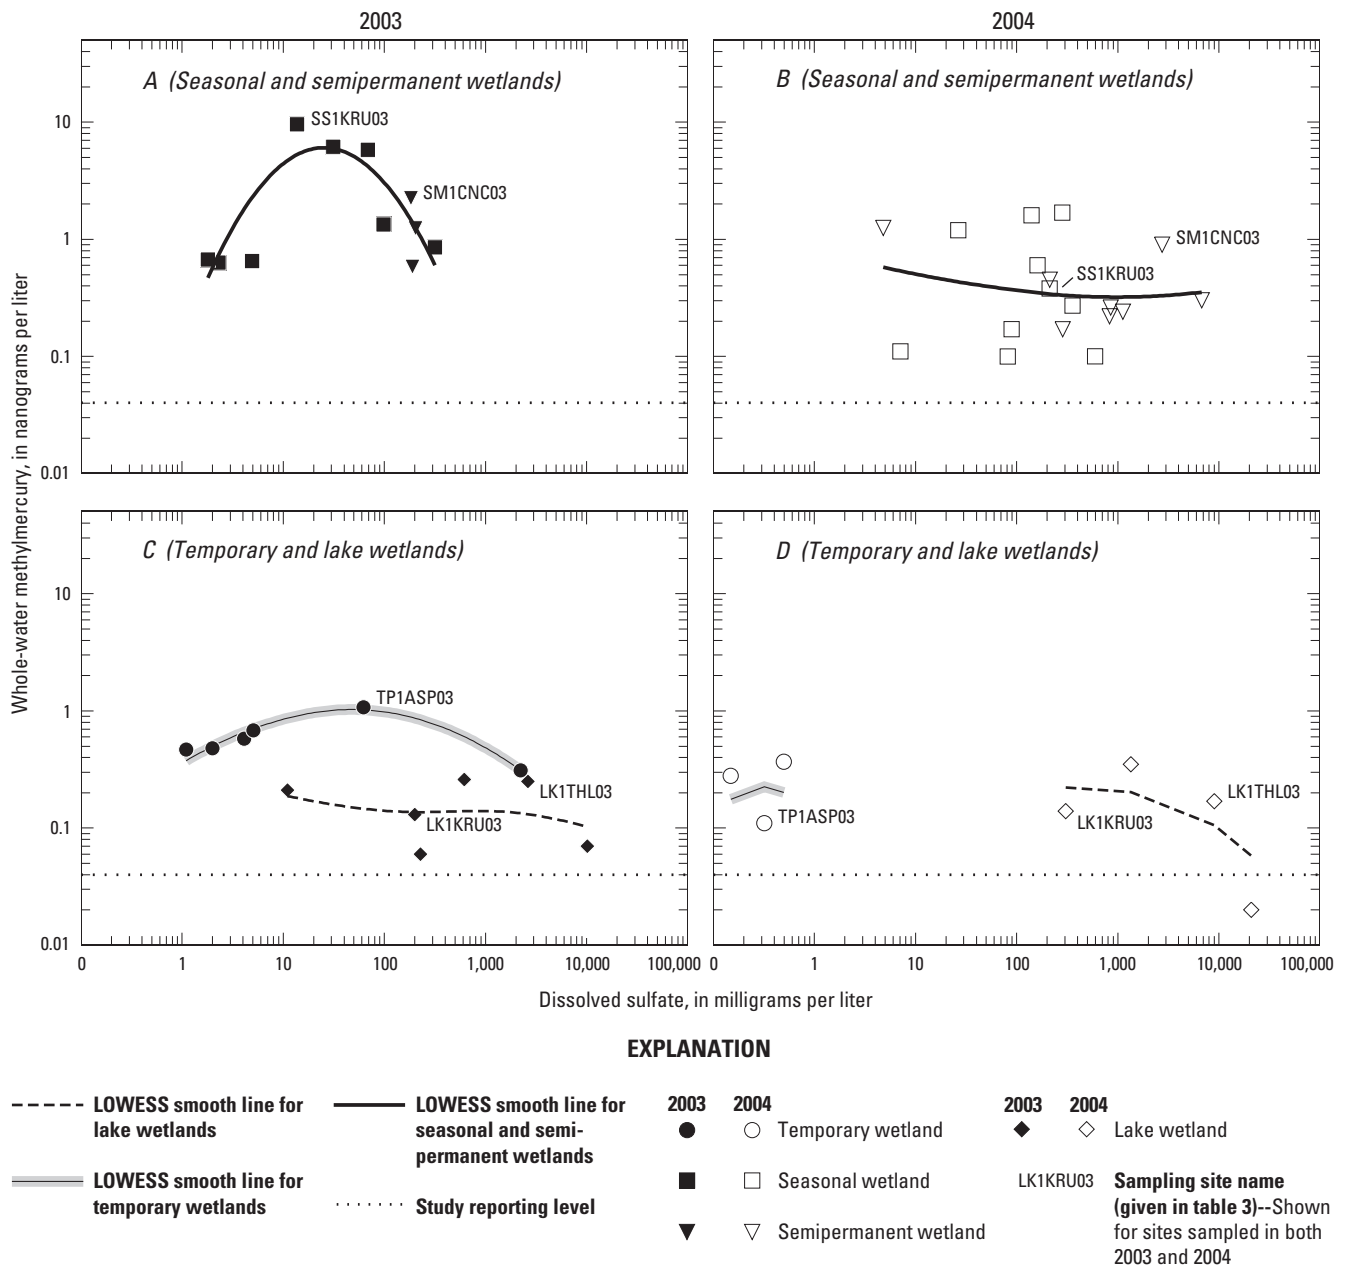 2003
2004
A (Seasonal and semipermanent wetlands)
B (Seasonal and semipermanent wetlands)
10
1
0.1
0.01
SS1KRU03
SM1CNC03
SM1CNC03
SS1KRU03
Whole-water methylmercury, in nanograms per liter
C (Temporary and lake wetlands)
D (Temporary and lake wetlands)
10
1
0.1
0.01
TP1ASP03
LK1THL03
LK1KRU03
TP1ASP03
LK1THL03
LK1KRU03
0 1 10 100 1,000 10,000 100,000
0 1 10 100 1,000 10,000 100,000
Dissolved sulfate, in milligrams per liter
EXPLANATION
LOWESS smooth line for
lake wetlands
LOWESS smooth line for
temporary wetlands
LOWESS smooth line for
seasonal and semi-
permanent wetlands
Study reporting level
2003 2004
Temporary wetland
Seasonal wetland
Semipermanent wetland
2003 2004
Lake wetland
LK1KRU03 Sampling site name
(given in table 3)--Shown
for sites sampled in both
2003 and 2004